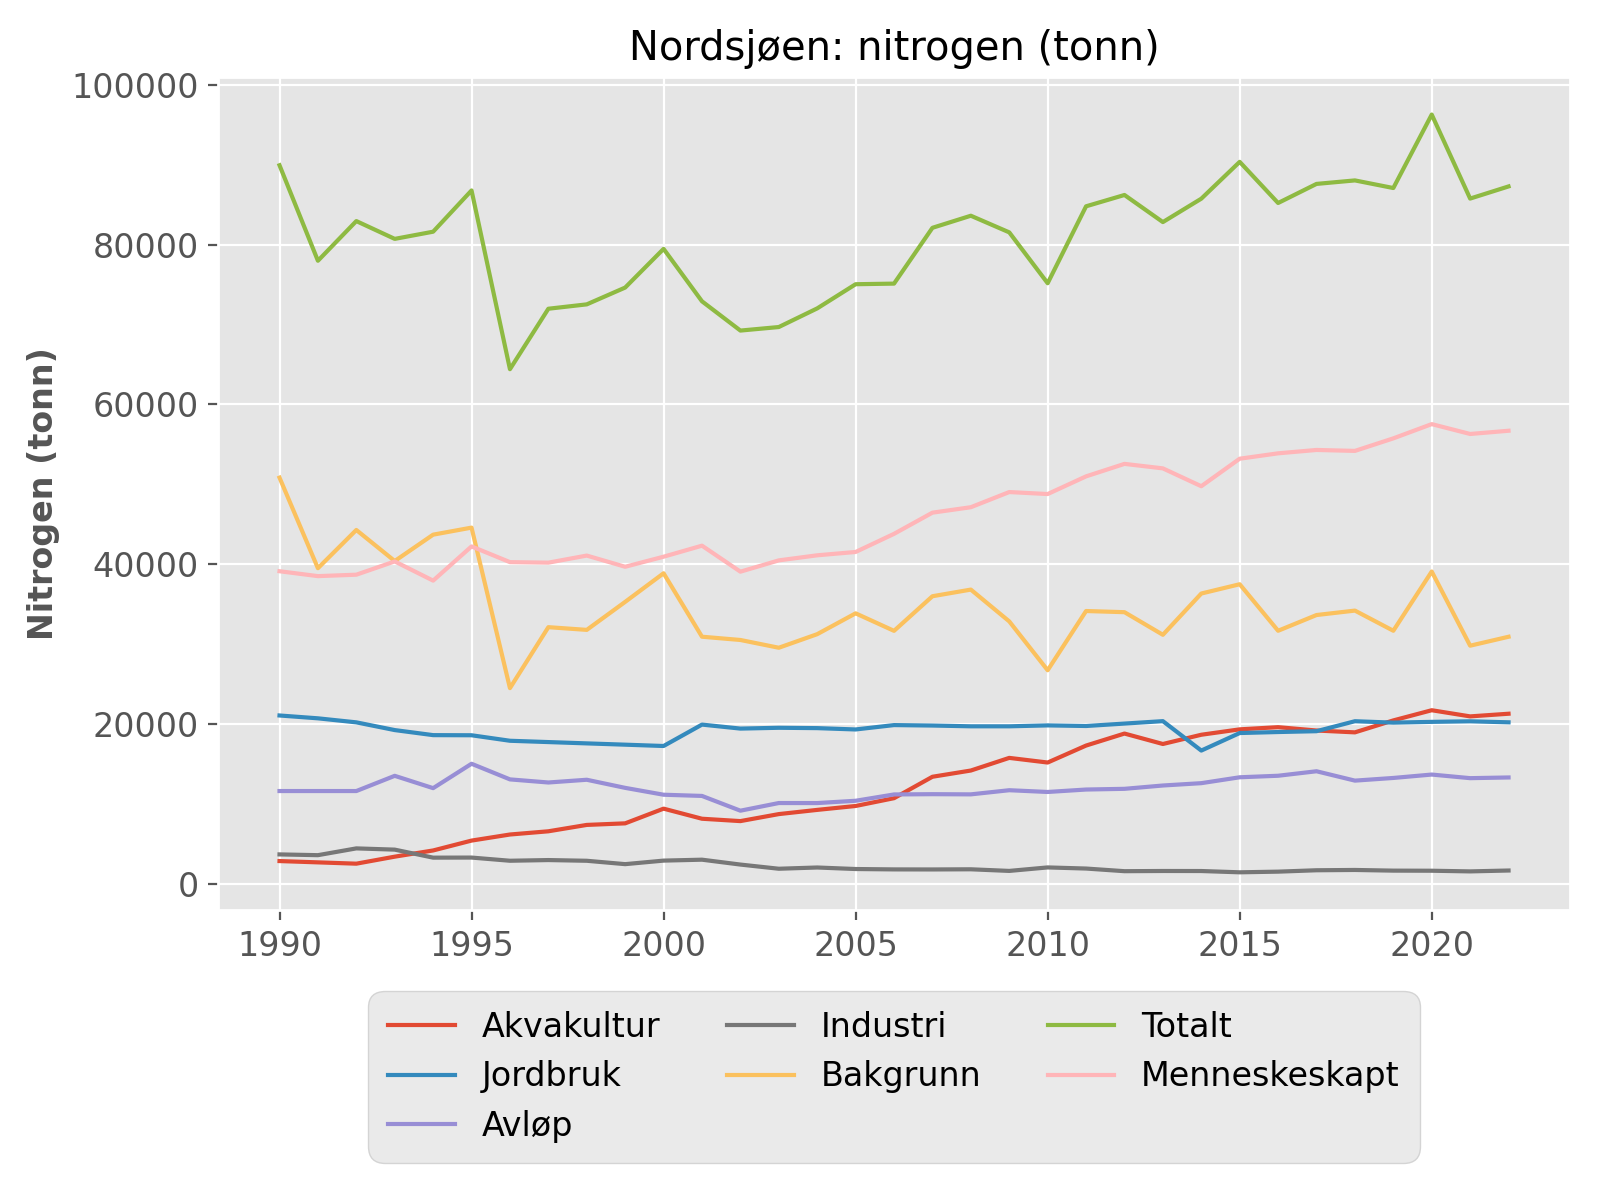 Nordsjøen: nitrogen (tonn)
Nitrogen (tonn)
100000
80000
60000
40000
20000
0
1990 1995 2000 2005 2010 2015 2020
Akvakultur Industri Totalt
Jordbruk Bakgrunn Menneskeskapt
Avløp